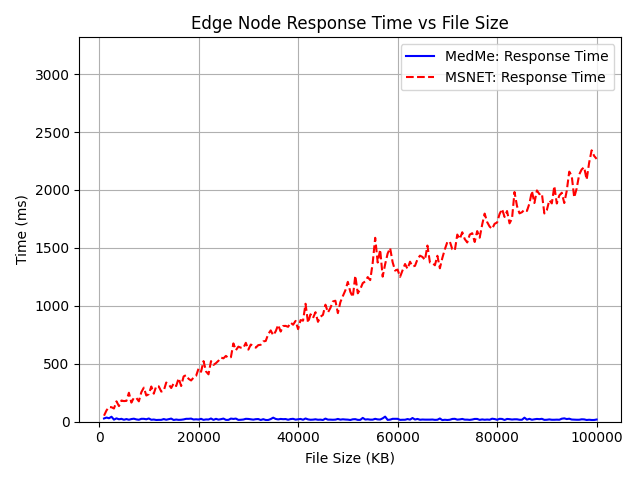 Edge Node Response Time vs File Size
MedMe: Response Time
MSNET: Response Time
3000
2500
2000
1500
1000
500
0
Time (ms)
0 20000 40000 60000 80000 100000
File Size (KB)